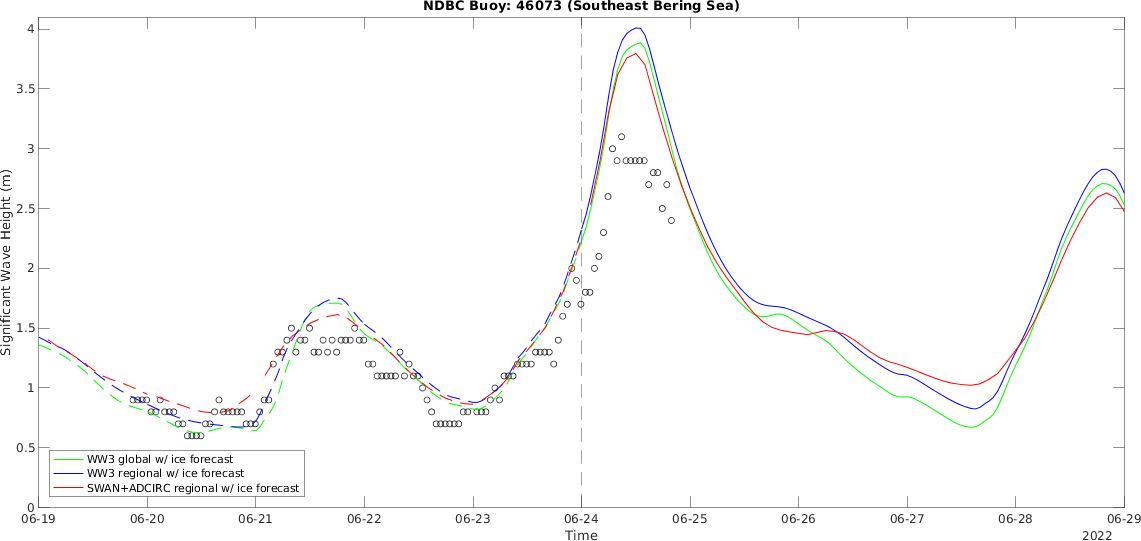 NDBC Buoy: 46073 (Southeast Bering Sea)
Significant Wave Height (m)
4
3.5
3
2.5
2
1.5
1
0.5
0
WW3 global w/ ice forecast
WW3 regional w/ ice forecast
SWAN+ADCIRC regional w/ ice forecast
06-19 06-20 06-21 06-22 06-23 06-24 06-25 06-26 06-27 06-28 06-29
Time
2022